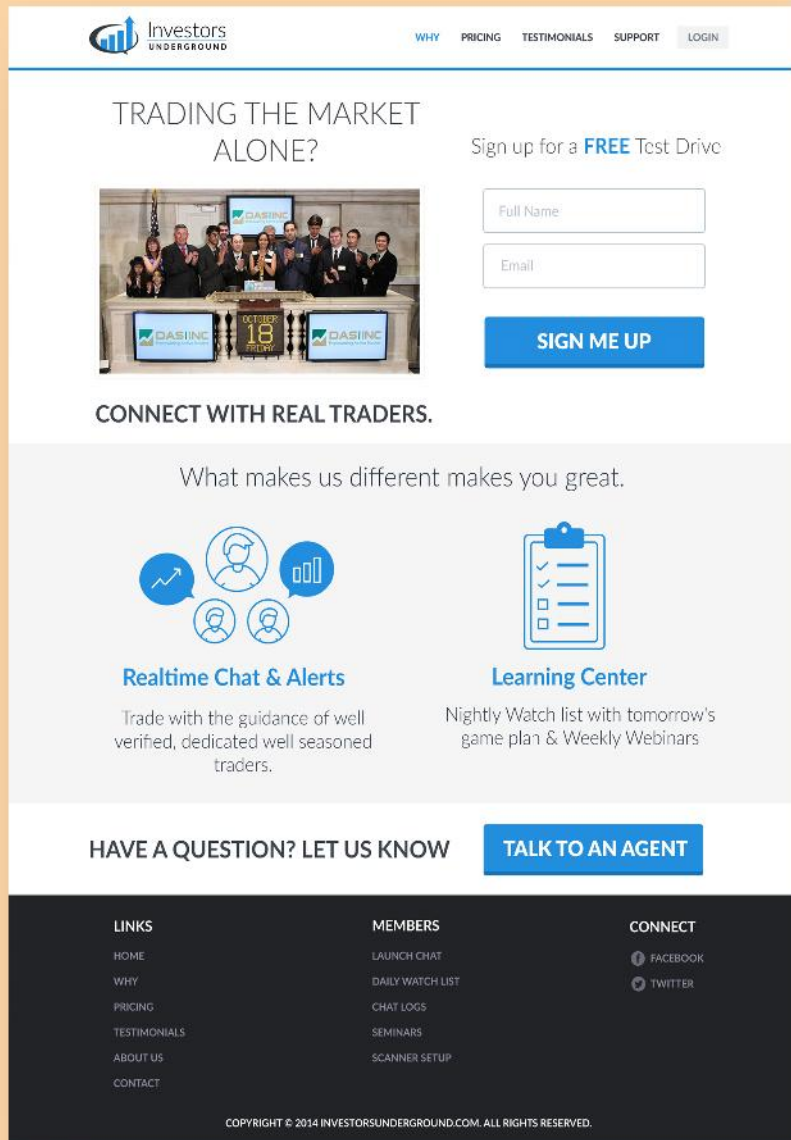 Investors
UNDERGROUND
WHY PRICING TESTIMONIALS SUPPORT LOGIN
TRADING THE MARKET
ALONE?
Sign up for a FREE Test Drive
Full Name
Email
SIGN ME UP
DASIINC
OCTOBER
18
FRIDAY
DASIINC
DASIINC
CONNECT WITH REAL TRADERS.
What makes us different makes you great.
Realtime Chat & Alerts
Trade with the guidance of well
verified, dedicated well seasoned
traders.
Learning Center
Nightly Watch list with tomorrow's
game plan & Weekly Webinars
HAVE A QUESTION? LET US KNOW
TALK TO AN AGENT
LINKS
HOME
WHY
PRICING
TESTIMONIALS
ABOUT US
CONTACT
MEMBERS
LAUNCH CHAT
DAILY WATCH LIST
CHAT LOGS
SEMINARS
SCANNER SETUP
CONNECT
FACEBOOK
TWITTER
COPYRIGHT © 2014 INVESTORSUNDERGROUND.COM. ALL RIGHTS RESERVED.